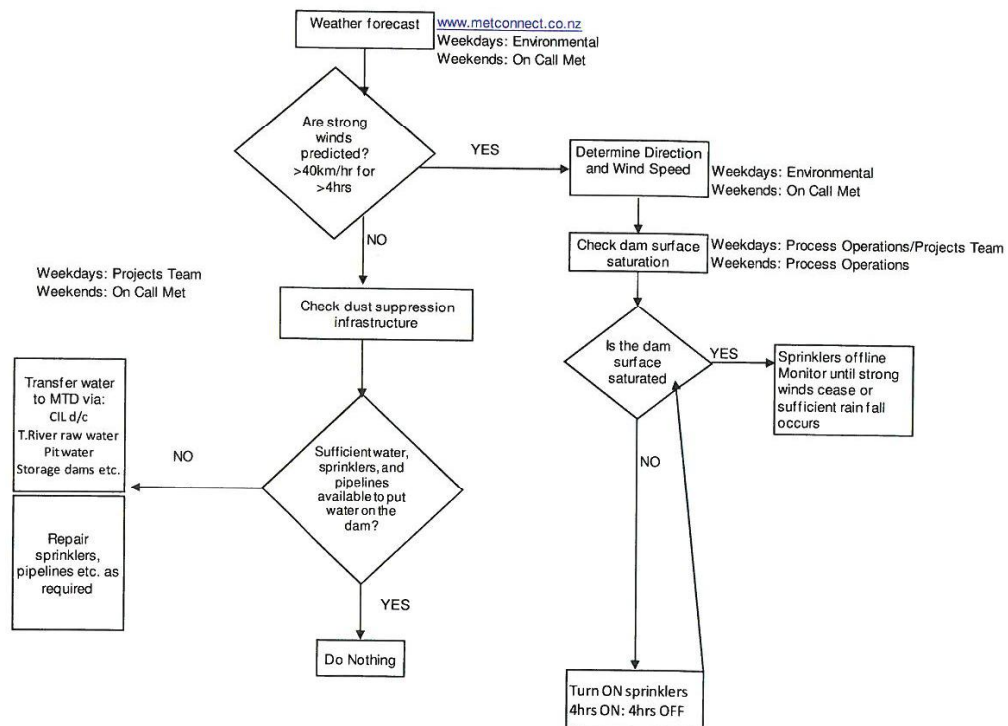 Weather forecast
www.metconnect.co.nz
Weekdays: Environmental
Weekends: On Call Met
Are strong
winds
predicted?
>40km/hr for
>4hrs
YES
Determine Direction
and Wind Speed
Weekdays: Environmental
Weekends: On Call Met
NO
Check dam surface
saturation
Weekdays: Process Operations/Projects Team
Weekends: Process Operations
Weekdays: Projects Team
Weekends: On Call Met
Check dust suppression
infrastructure
Is the dam
surface
saturated
YES
Sprinklers offline
Monitor until strong
winds cease or
sufficient rain fall
occurs
Transfer water
to MTD via:
CIL d/c
T.River raw water
Pit water
Storage dams etc.
NO
Sufficient water,
sprinklers, and
pipelines
available to put
water on the
dam?
NO
Repair
sprinklers,
pipelines etc. as
required
YES
Do Nothing
Turn ON sprinklers
4hrs ON: 4hrs OFF